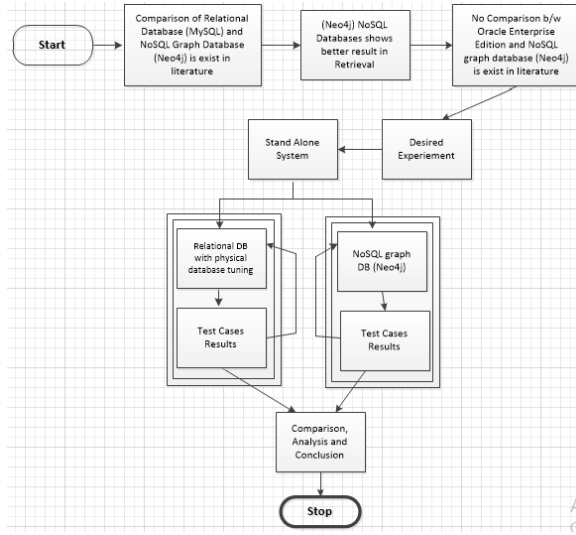 Start
Comparison of Relational
Database (MySQL) and
NoSQL Graph Database
(Neo4j) is exist in
literature
(Neo4j) NoSQL
Databases shows
better result in
Retrieval
No Comparison b/w
Oracle Enterprise
Edition and NoSQL
graph database (Neo4j)
is exist in literature
Stand Alone
System
Desired
Experiement
Relational DB
with physical
database tuning
NoSQL graph
DB (Neo4j)
Test Cases
Results
Test Cases
Results
Comparison,
Analysis and
Conclusion
Stop